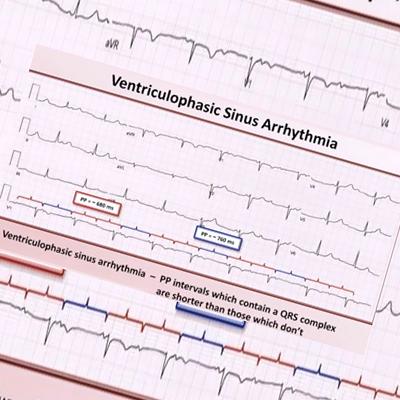 aVR
V1
V4
Ventriculophasic Sinus Arrhythmia
PP = ~ 680 ms
PP = ~ 760 ms
Ventriculophasic sinus arrhythmia – PP intervals which contain a QRS complex
are shorter than those which don't